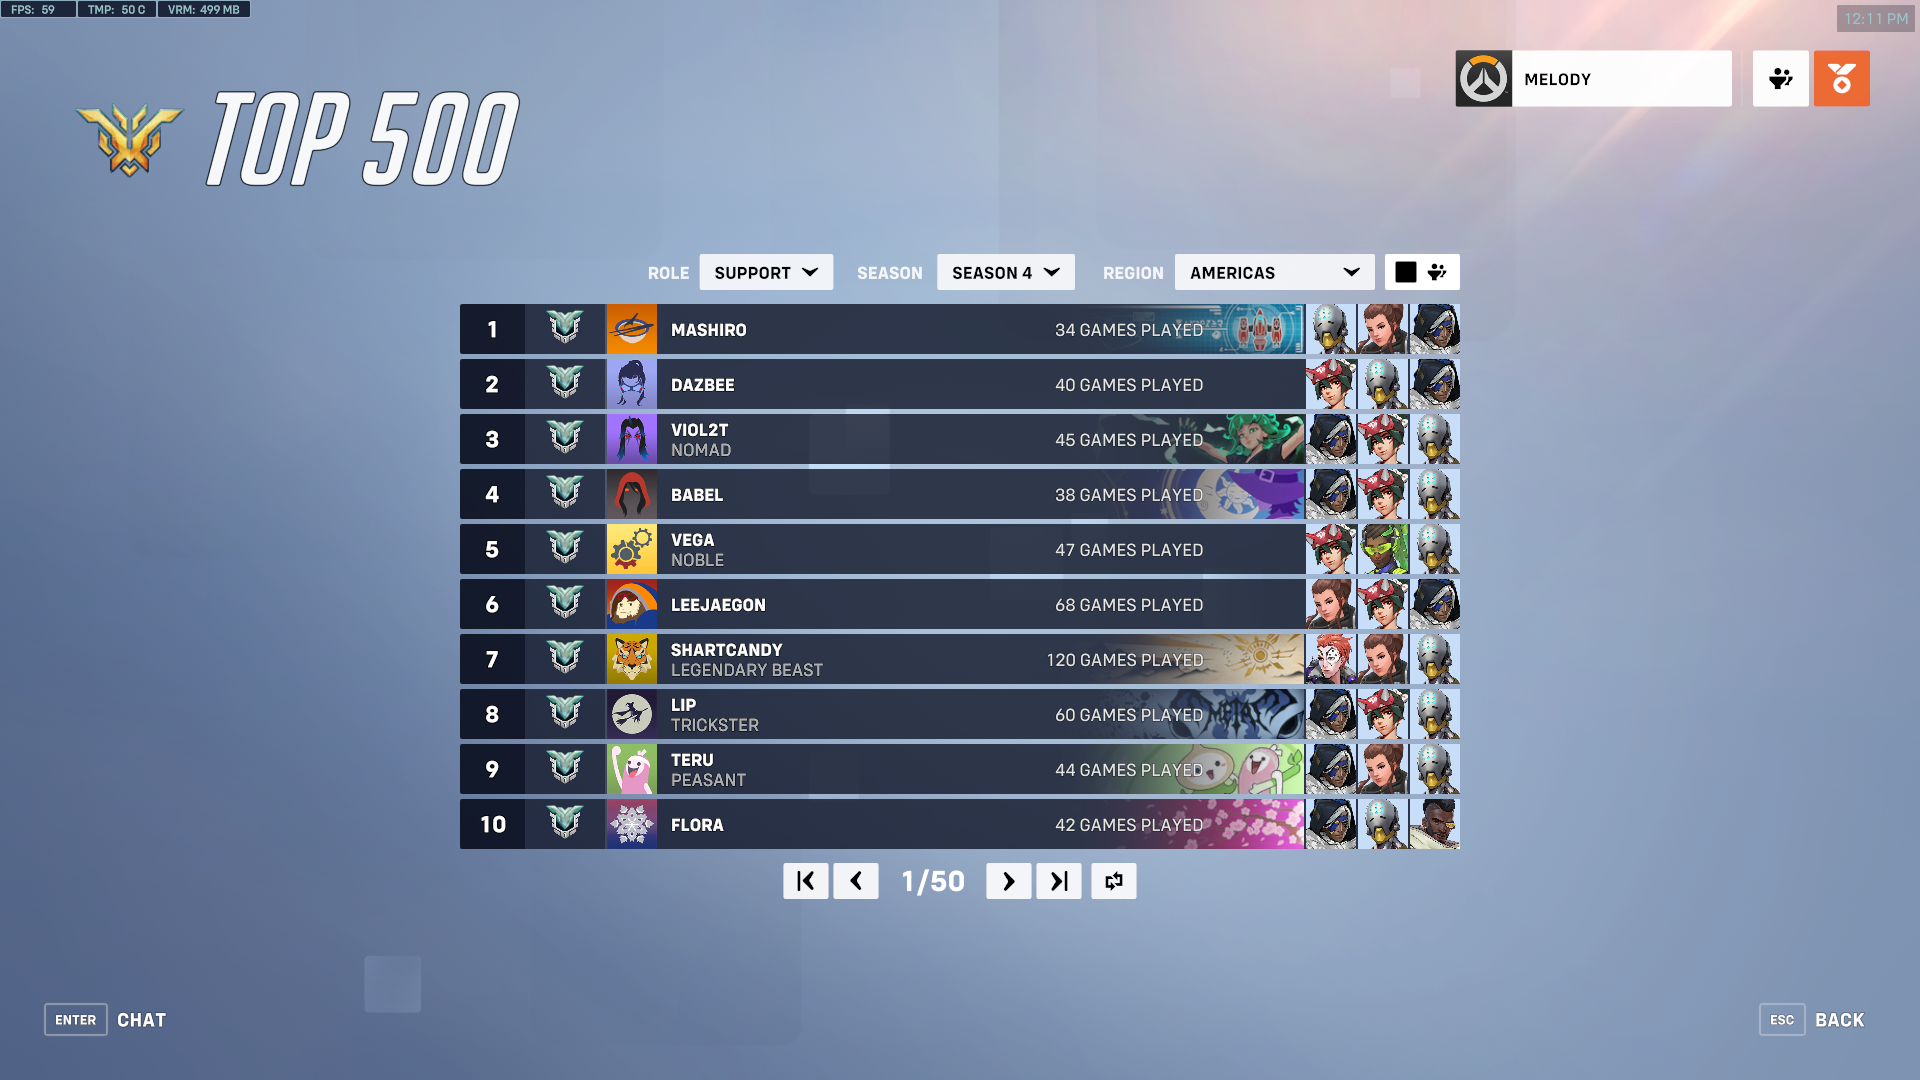 FPS: 59 TMP: 50 C VRM: 499 MB
12:11 PM
MELODY
TOP 500
ROLE SUPPORT SEASON SEASON 4 REGION AMERICAS
1 MASHIRO 34 GAMES PLAYED
2 DAZBEE 40 GAMES PLAYED
3 VIOL2T 45 GAMES PLAYED
NOMAD
4 BABEL 38 GAMES PLAYED
5 VEGA 47 GAMES PLAYED
NOBLE
6 LEEJAEGON 68 GAMES PLAYED
7 SHARTCANDY 120 GAMES PLAYED
LEGENDARY BEAST
8 LIP 60 GAMES PLAYED METAL
TRICKSTER
9 TERU 44 GAMES PLAYED
PEASANT
10 FLORA 42 GAMES PLAYED
1/50
ENTER CHAT
ESC BACK